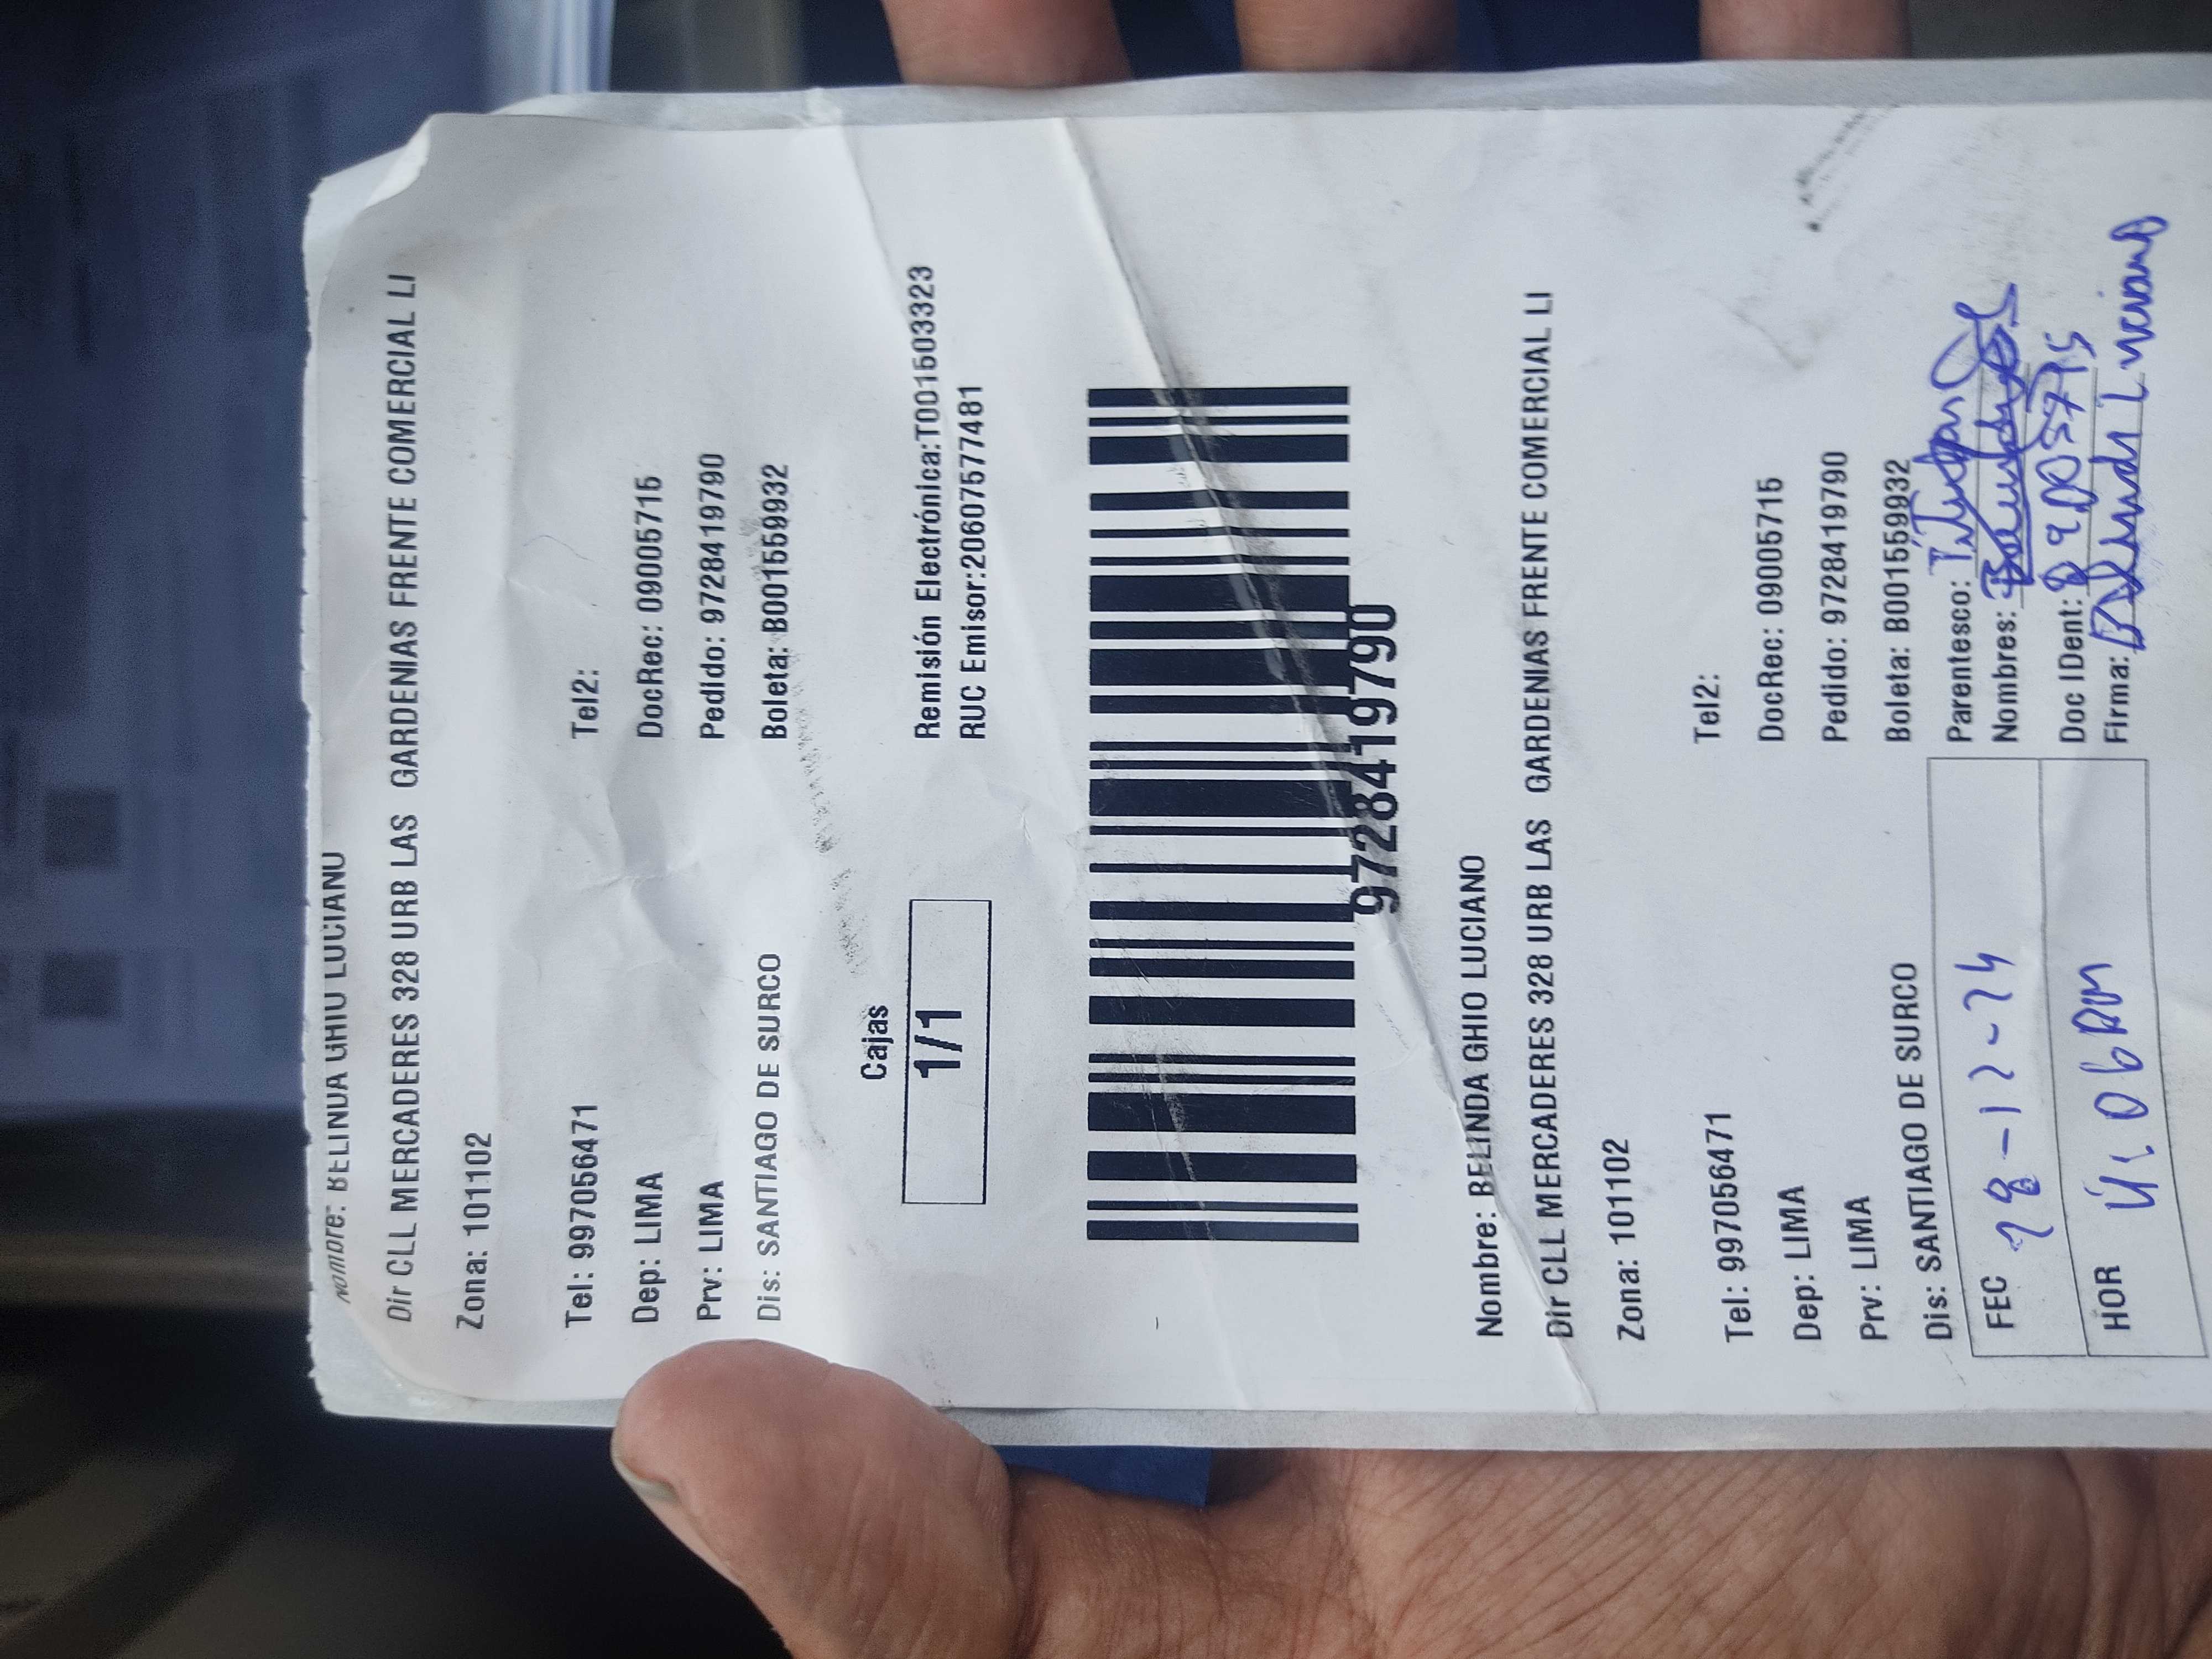 Nombre: BELINDA GHIO LUCIANO
Dir CLL MERCADERES 328 URB LAS GARDENIAS FRENTE COMERCIAL LI
Zona: 101102
Tel: 997056471 Tel2:
Dep: LIMA DocRec: 09005715
Prv: LIMA Pedido: 9728419790
Dis: SANTIAGO DE SURCO Boleta: B001559932
Cajas
1/1
Remisión Electrónica:T001503323
RUC Emisor:20607577481
9728419790
Nombre: BELINDA GHIO LUCIANO
Dir CLL MERCADERES 328 URB LAS GARDENIAS FRENTE COMERCIAL LI
Zona: 101102
Tel: 997056471 Tel2:
Dep: LIMA DocRec: 09005715
Prv: LIMA Pedido: 9728419790
Dis: SANTIAGO DE SURCO Boleta: B001559932
Parentesco: Titular
FEC 28-12-24 Nombres:
Doc IDent:
HOR Firma: Belinda Luciano